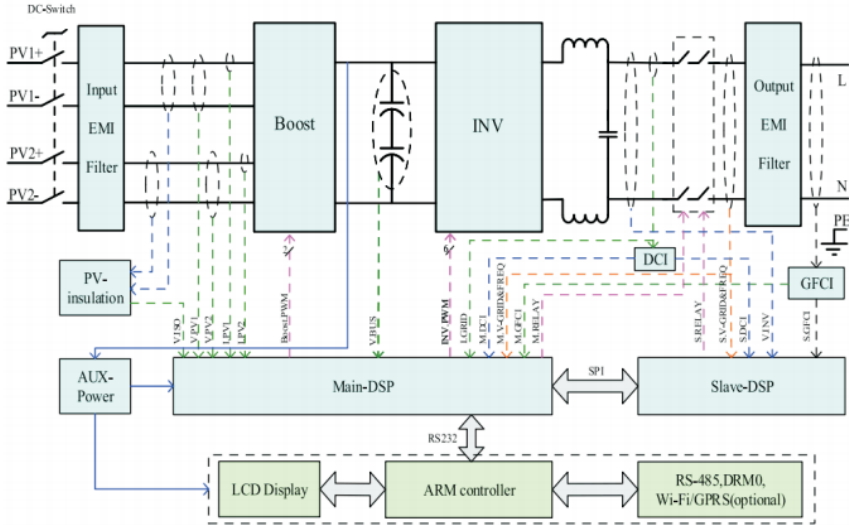 DC-Switch
PV1+
PV1-
PV2+
PV2-
Input
EMI
Filter
Boost
INV
Output
EMI
Filter
L
N
PE
PV-
insulation
DCI
GFCI
2
6
V.ISO
V.PV1
V.PV2
I.PV1
I.PV2
Boost.PWM
V.BUS
INV.PWM
I.GRID
M.DCI
M.V-GRID&FREQ
M.GFCI
M.RELAY
S.RELAY
S.V-GRID&FREQ
S.DCI
V.INV
S.GFCI
AUX-
Power
Main-DSP
SPI
Slave-DSP
RS232
LCD Display
ARM controller
RS-485,DRM0,
Wi-Fi/GPRS(optional)